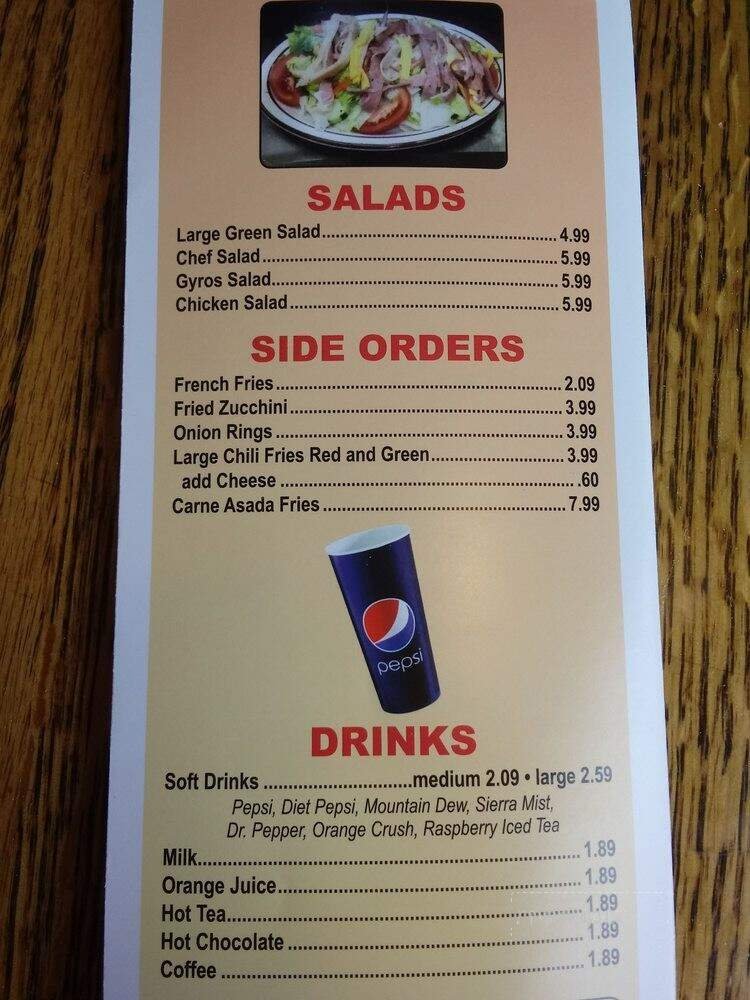 SALADS
Large Green Salad.......................................................... 4.99
Chef Salad......................................................................... 5.99
Gyros Salad....................................................................... 5.99
Chicken Salad................................................................... 5.99
SIDE ORDERS
French Fries...................................................................... 2.09
Fried Zucchini................................................................... 3.99
Onion Rings...................................................................... 3.99
Large Chili Fries Red and Green................................. 3.99
add Cheese ....................................................................... .60
Carne Asada Fries............................................................ 7.99
pepsi
DRINKS
Soft Drinks ................................medium 2.09 • large 2.59
Pepsi, Diet Pepsi, Mountain Dew, Sierra Mist,
Dr. Pepper, Orange Crush, Raspberry Iced Tea
Milk.................................................................................... 1.89
Orange Juice..................................................................... 1.89
Hot Tea.............................................................................. 1.89
Hot Chocolate .................................................................. 1.89
Coffee ............................................................................... 1.89